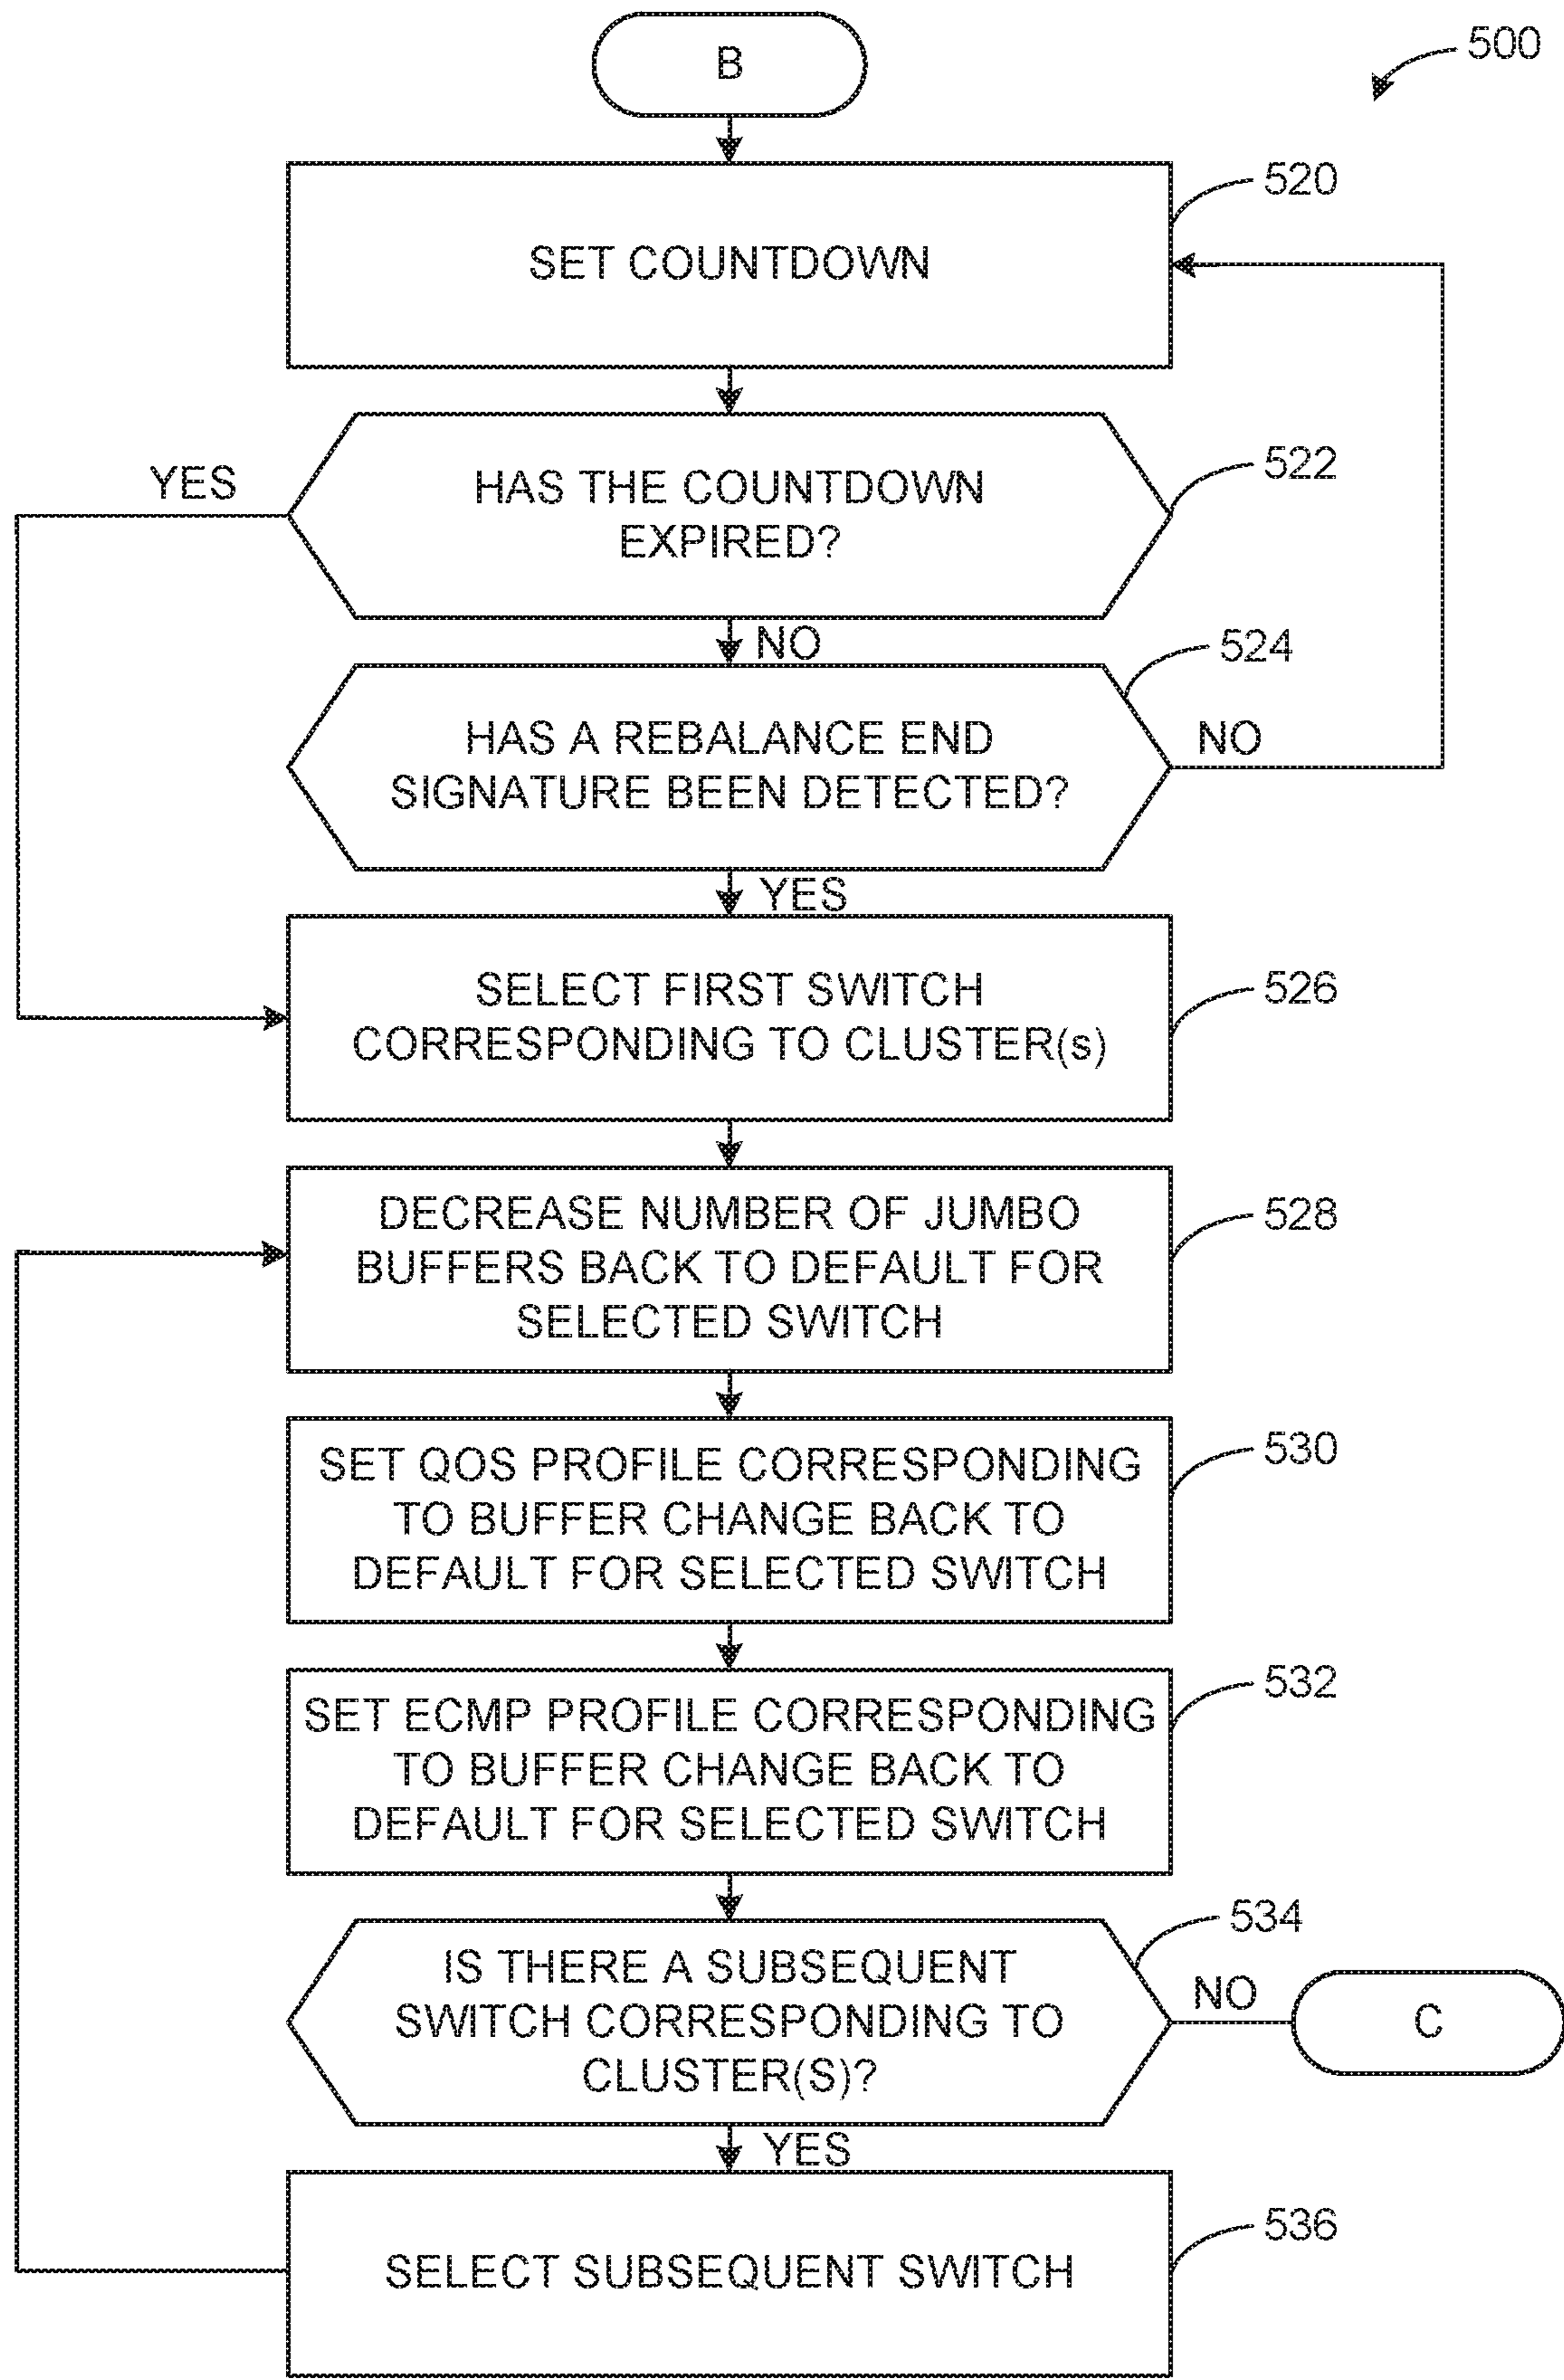 B
500
SET COUNTDOWN
520
HAS THE COUNTDOWN
EXPIRED?
522
YES
NO
HAS A REBALANCE END
SIGNATURE BEEN DETECTED?
524
NO
YES
SELECT FIRST SWITCH
CORRESPONDING TO CLUSTER(s)
526
DECREASE NUMBER OF JUMBO
BUFFERS BACK TO DEFAULT FOR
SELECTED SWITCH
528
SET QOS PROFILE CORRESPONDING
TO BUFFER CHANGE BACK TO
DEFAULT FOR SELECTED SWITCH
530
SET ECMP PROFILE CORRESPONDING
TO BUFFER CHANGE BACK TO
DEFAULT FOR SELECTED SWITCH
532
IS THERE A SUBSEQUENT
SWITCH CORRESPONDING TO
CLUSTER(S)?
534
NO
C
YES
SELECT SUBSEQUENT SWITCH
536